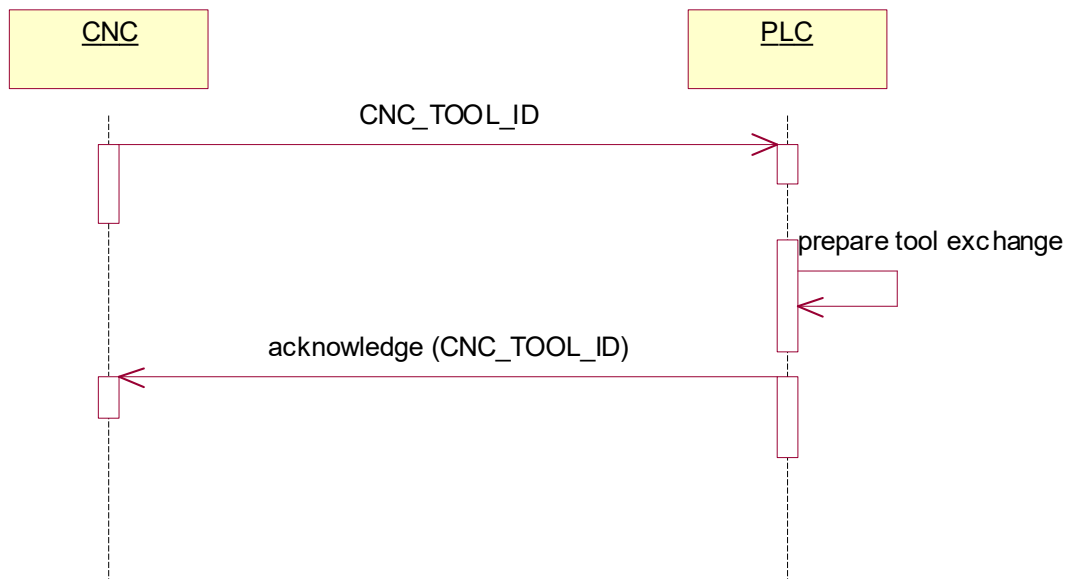 CNC
PLC
CNC_TOOL_ID
prepare tool exchange
acknowledge (CNC_TOOL_ID)